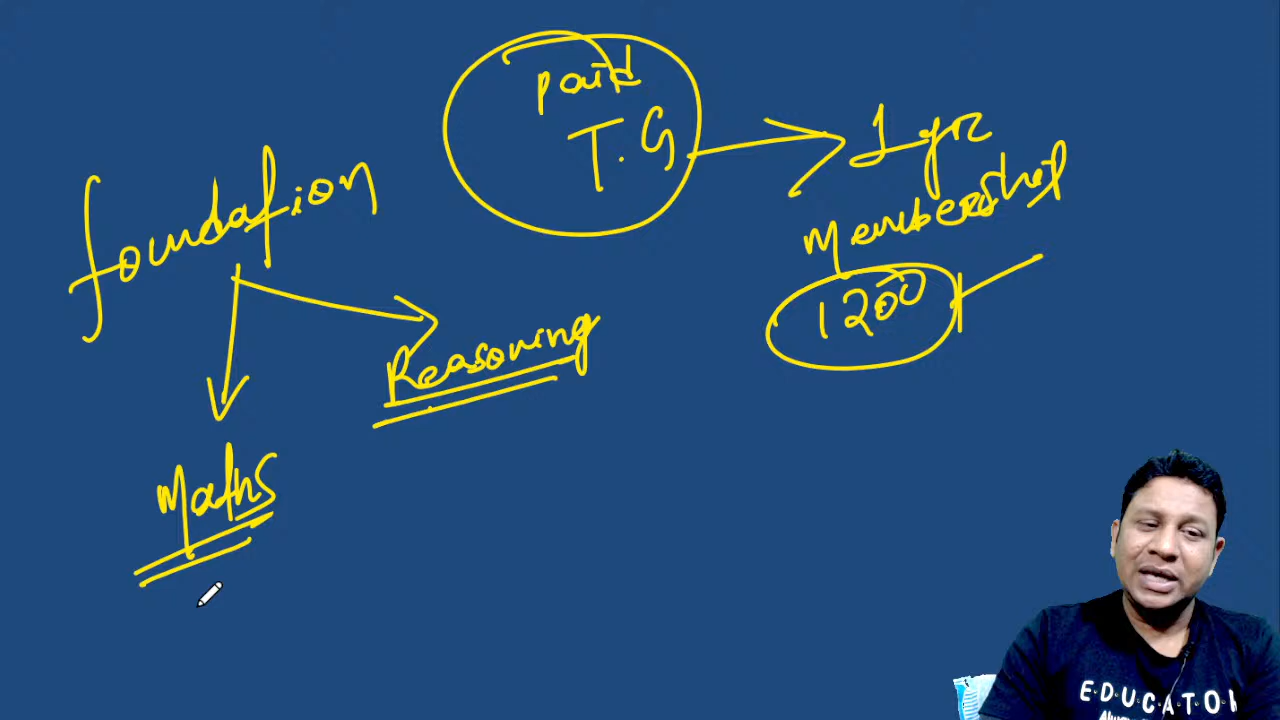 paid
T.G
1 yr
Membership
foundation
1200
Reasoning
Maths
EDUCATOR